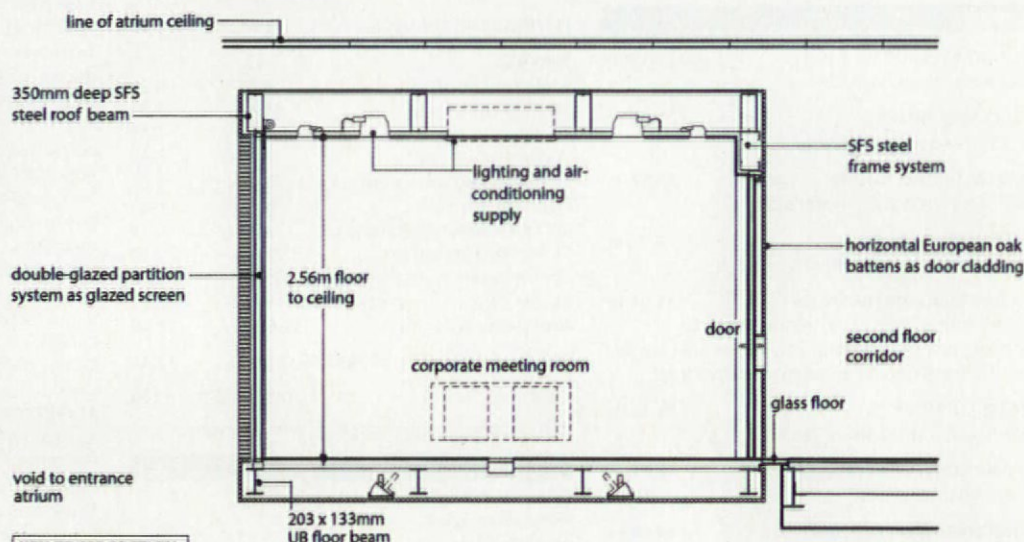 line of atrium ceiling
350mm deep SFS
steel roof beam
SFS steel
frame system
lighting and air-
conditioning
supply
horizontal European oak
battens as door cladding
double-glazed partition
system as glazed screen
2.56m floor
to ceiling
door
second floor
corridor
corporate meeting room
glass floor
void to entrance
atrium
203 x 133mm
UB floor beam